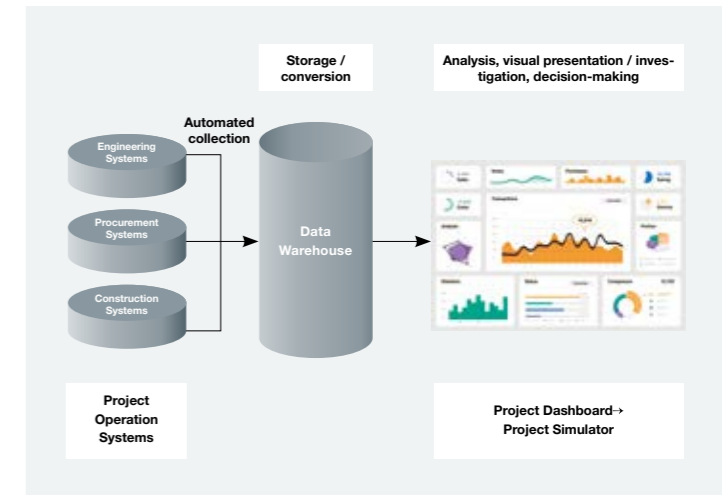 Storage /
conversion
Analysis, visual presentation / inves-
tigation, decision-making
Automated
collection
Engineering
Systems
Procurement
Systems
Construction
Systems
Data
Warehouse
Project
Operation
Systems
Project Dashboard→
Project Simulator